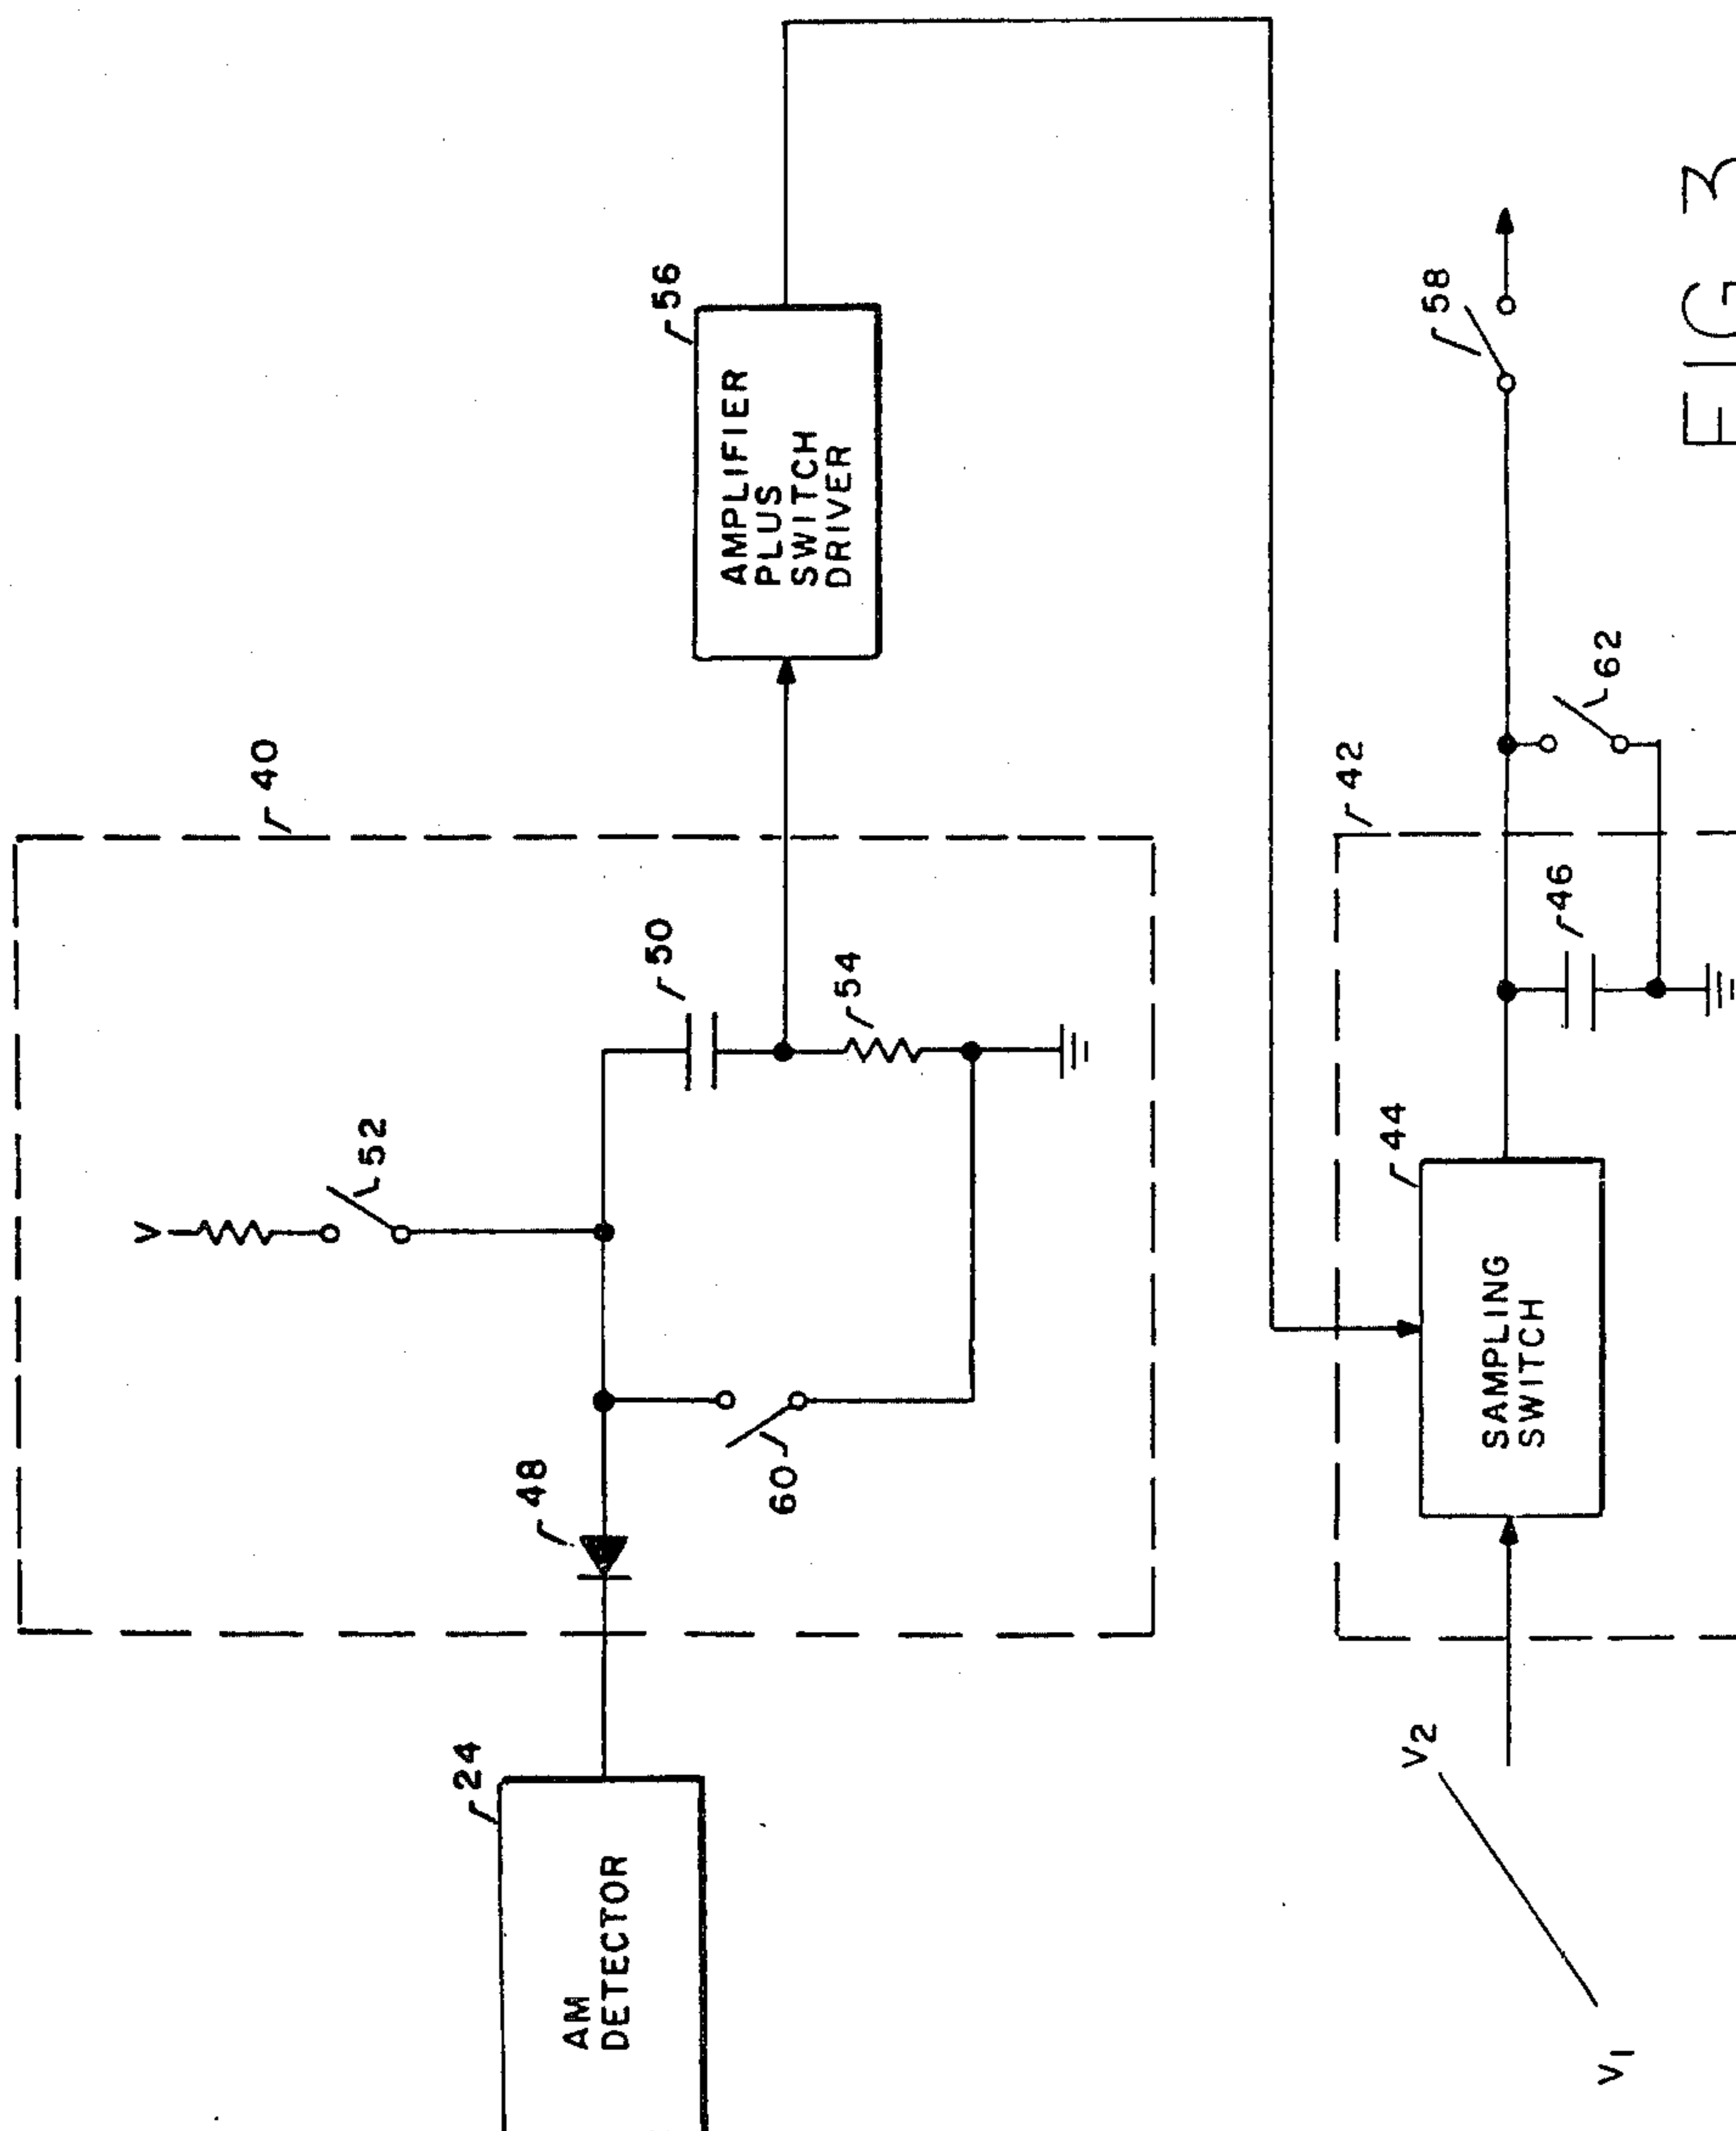 40
V
52
50
54
60
48
AM
DETECTOR
24
AMPLIFIER
PLUS
SWITCH
DRIVER
56
42
V1
V2
SAMPLING
SWITCH
44
46
62
58
FIG 3